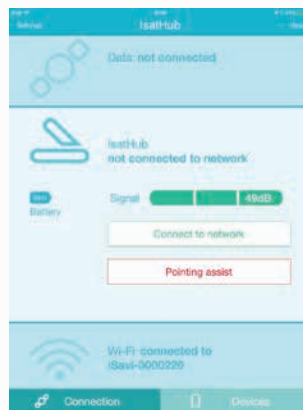 IsatHub
Data: not connected
IsatHub
not connected to network
Signal
49dB
Battery
Connect to network
Pointing assist
Wi-Fi: connected to
iSavi-0000220
Connection
Devices